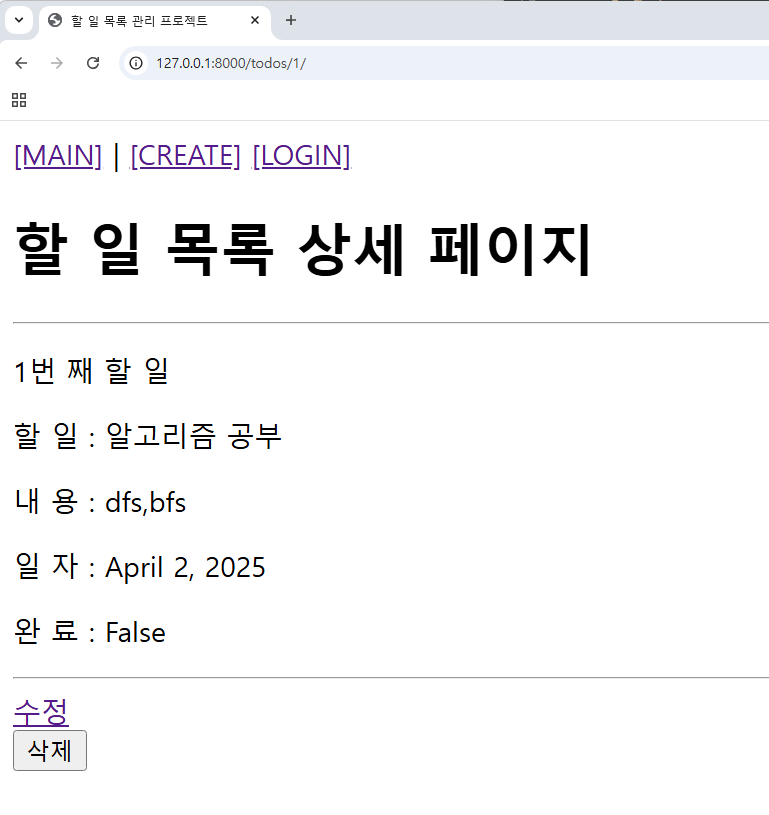 할 일 목록 관리 프로젝트
127.0.0.1:8000/todos/1/
[MAIN] | [CREATE] [LOGIN]
할 일 목록 상세 페이지
1번 째 할 일
할 일 : 알고리즘 공부
내 용 : dfs,bfs
일 자 : April 2, 2025
완 료 : False
수정
삭제